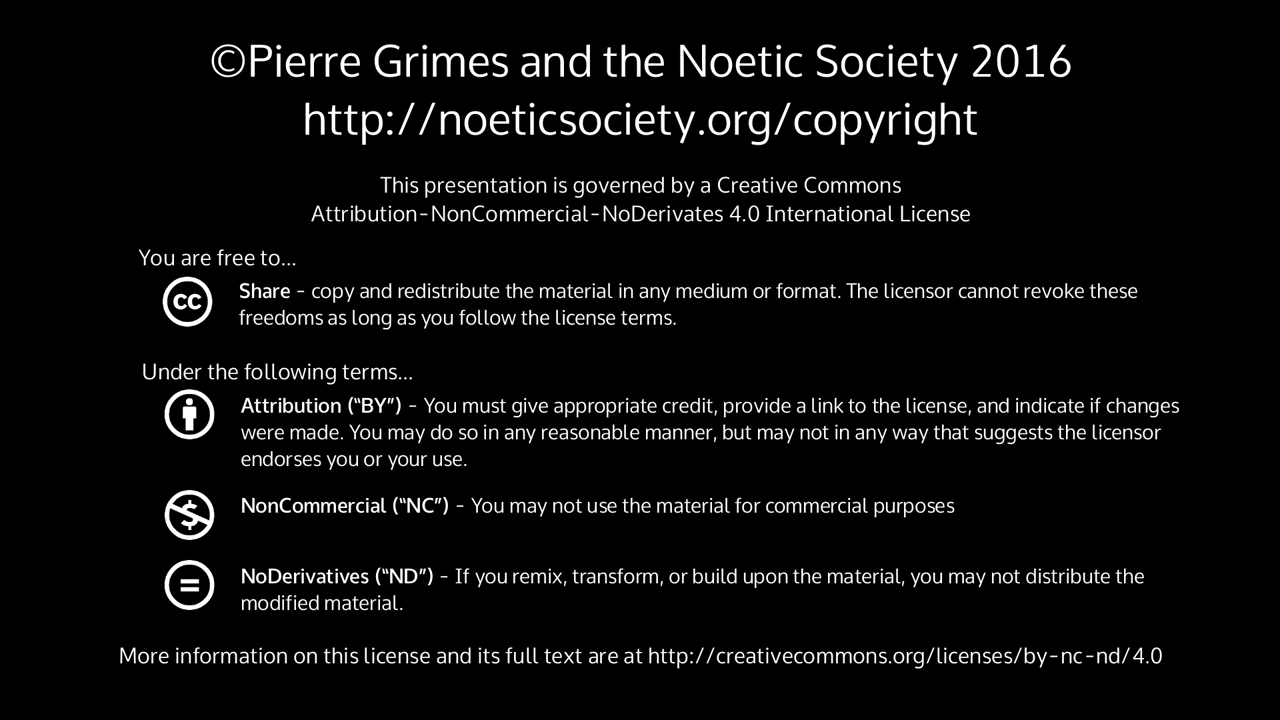 ©Pierre Grimes and the Noetic Society 2016
http://noeticsociety.org/copyright
This presentation is governed by a Creative Commons
Attribution-NonCommercial-NoDerivates 4.0 International License
You are free to...
cc
Share - copy and redistribute the material in any medium or format. The licensor cannot revoke these
freedoms as long as you follow the license terms.
Under the following terms...
Attribution (“BY”) - You must give appropriate credit, provide a link to the license, and indicate if changes
were made. You may do so in any reasonable manner, but may not in any way that suggests the licensor
endorses you or your use.
$
NonCommercial (“NC”) - You may not use the material for commercial purposes
=
NoDerivatives (“ND”) - If you remix, transform, or build upon the material, you may not distribute the
modified material.
More information on this license and its full text are at http://creativecommons.org/licenses/by-nc-nd/4.0